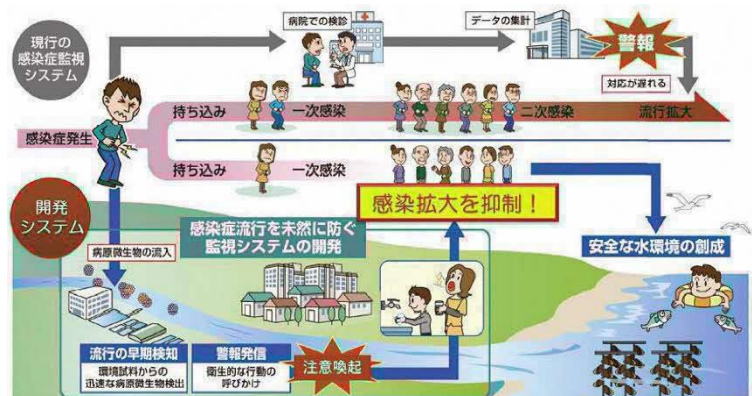 現行の
感染症監視
システム
病院での検診
データの集計
警報
対応が遅れる
感染症発生
持ち込み
一次感染
二次感染
流行拡大
持ち込み
一次感染
感染拡大を抑制！
開発
システム
病原微生物の流入
感染症流行を未然に防ぐ
監視システムの開発
安全な水環境の創成
流行の早期検知
環境試料からの
迅速な病原微生物検出
警報発信
衛生的な行動の
呼びかけ
注意喚起